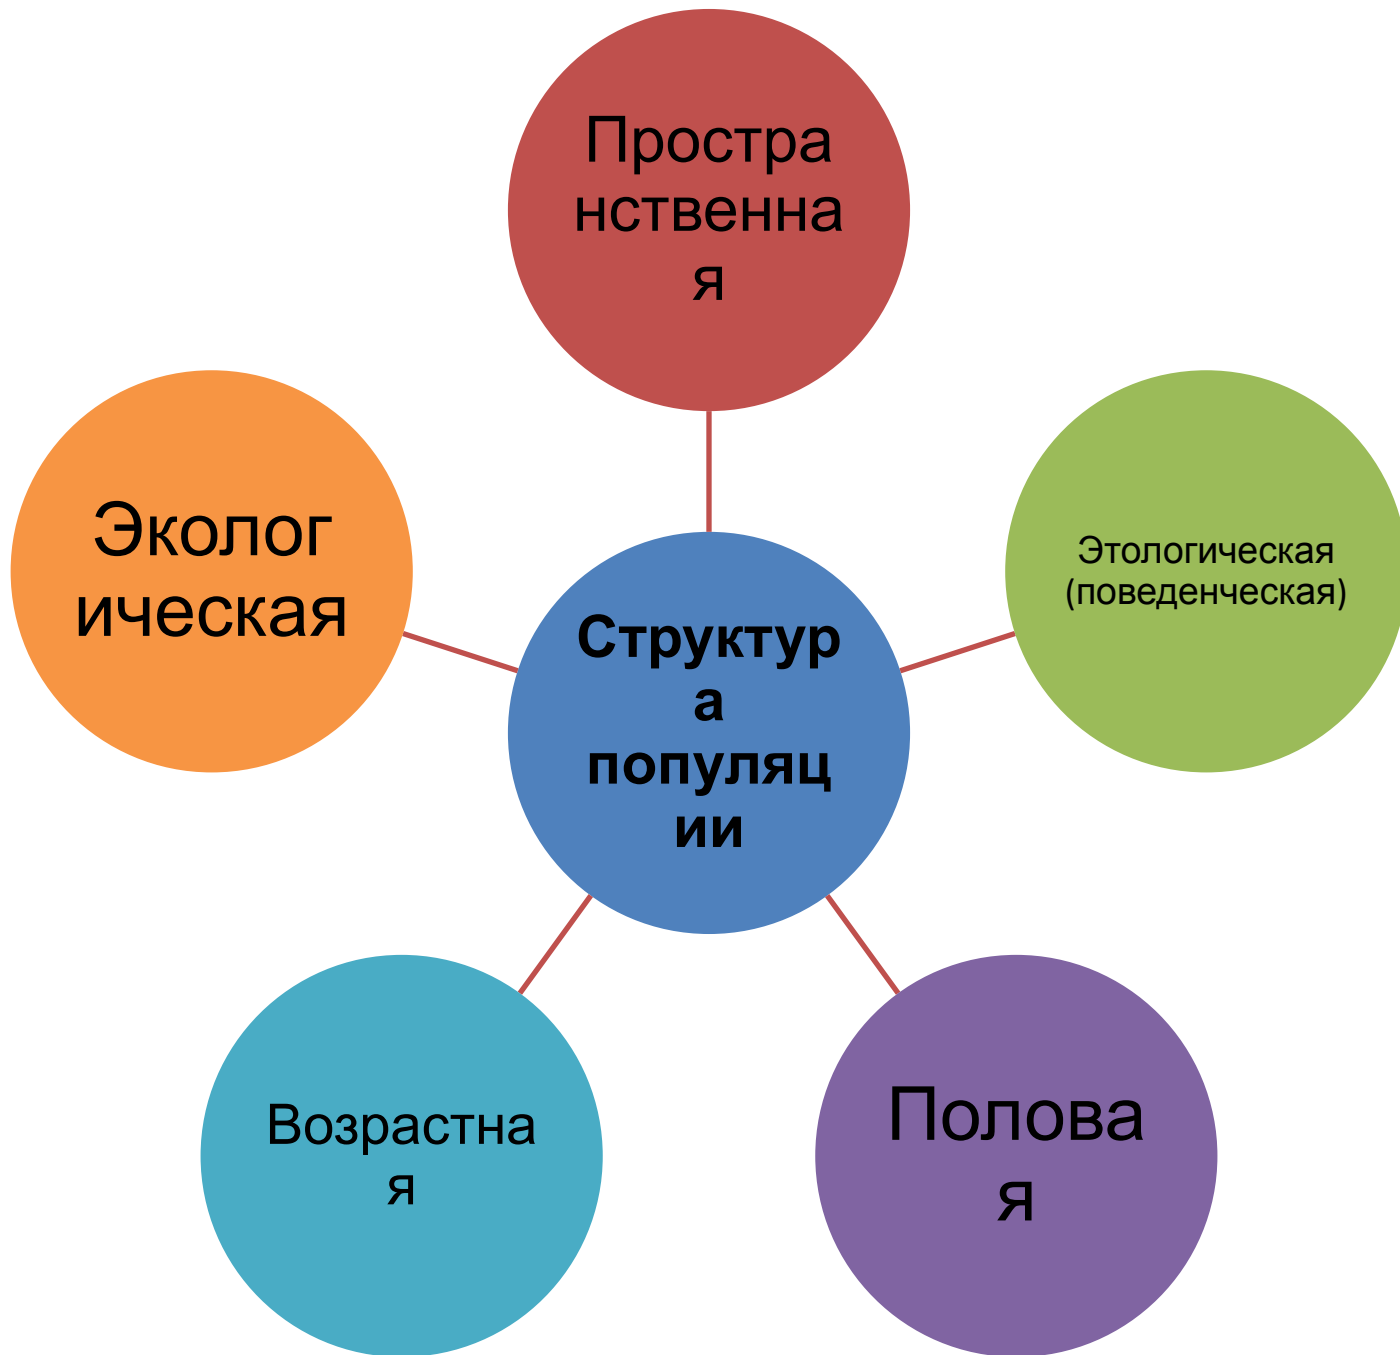 Простра
нственна
я
Эколог
ическая
Этологическая
(поведенческая)
Структур
а
популяц
ии
Возрастна
я
Полова
я